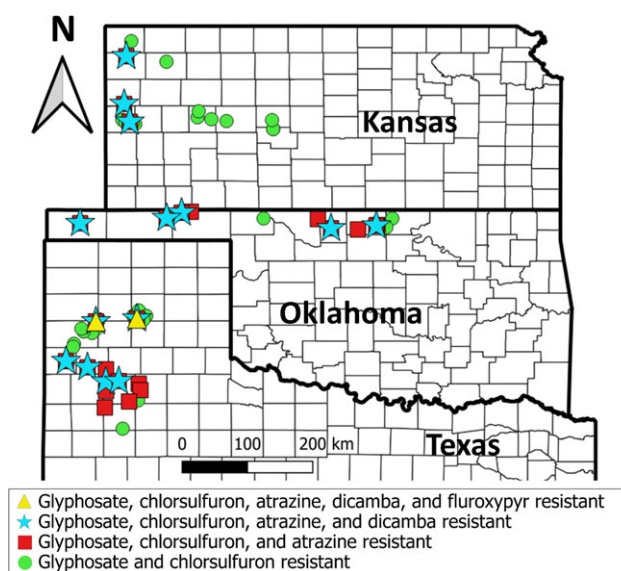 N
Kansas
Oklahoma
0 100 200 km
Texas
Glyphosate, chlorsulfuron, atrazine, dicamba, and fluroxypyr resistant
Glyphosate, chlorsulfuron, atrazine, and dicamba resistant
Glyphosate, chlorsulfuron, and atrazine resistant
Glyphosate and chlorsulfuron resistant